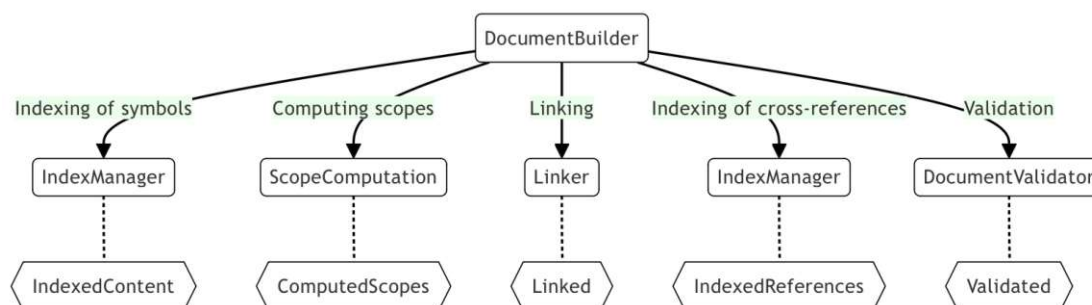 DocumentBuilder
Indexing of symbols
Computing scopes
Linking
Indexing of cross-references
Validation
IndexManager
ScopeComputation
Linker
IndexManager
DocumentValidator
IndexedContent
ComputedScopes
Linked
IndexedReferences
Validated